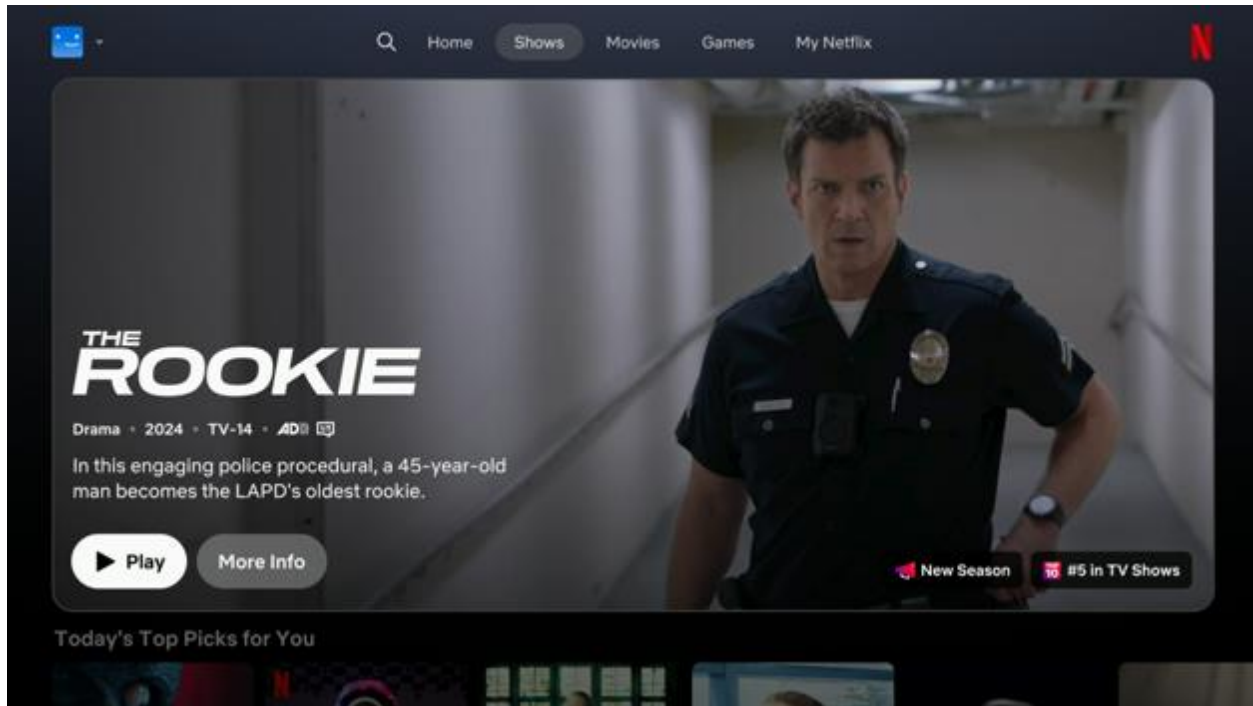 Home Shows Movies Games My Netflix
N
THE
ROOKIE
Drama • 2024 • TV-14 • AD
In this engaging police procedural, a 45-year-old
man becomes the LAPD's oldest rookie.
Play More Info
New Season TOP 10 #5 in TV Shows
Today's Top Picks for You
N